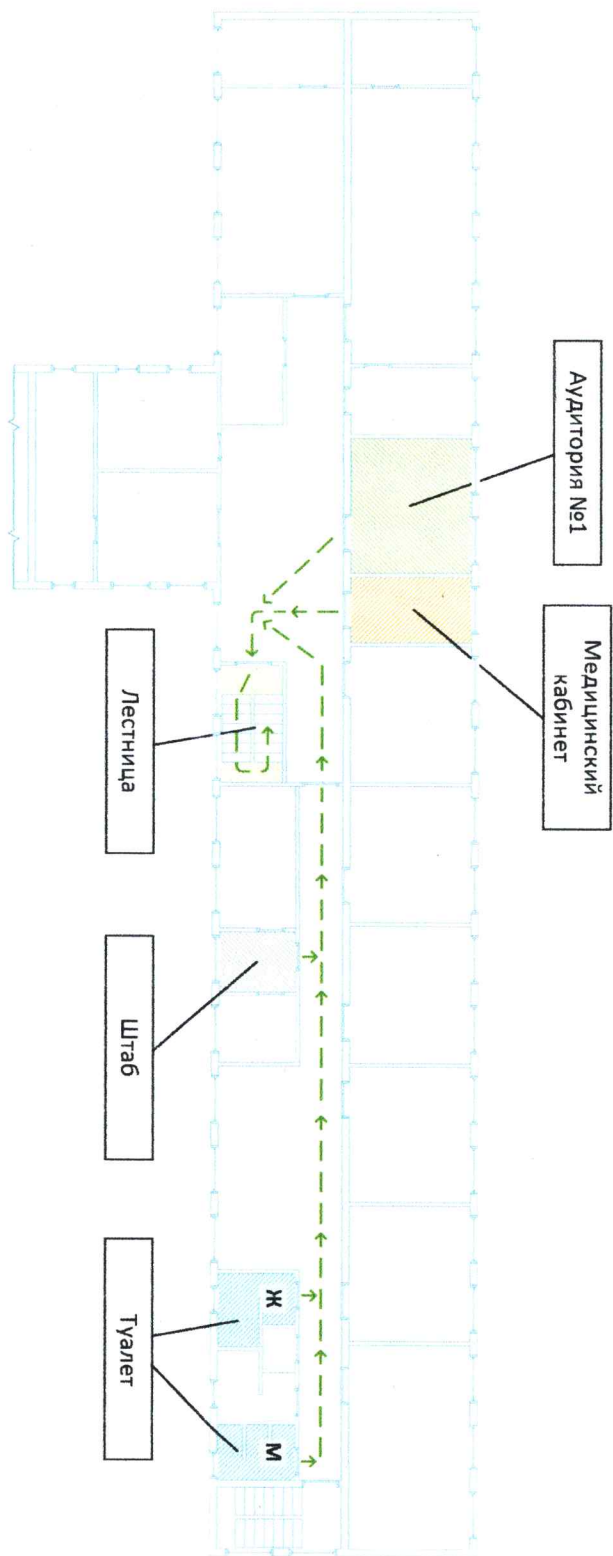 Аудитория №1
Медицинский
кабинет
Лестница
Штаб
Туалет
Ж
М